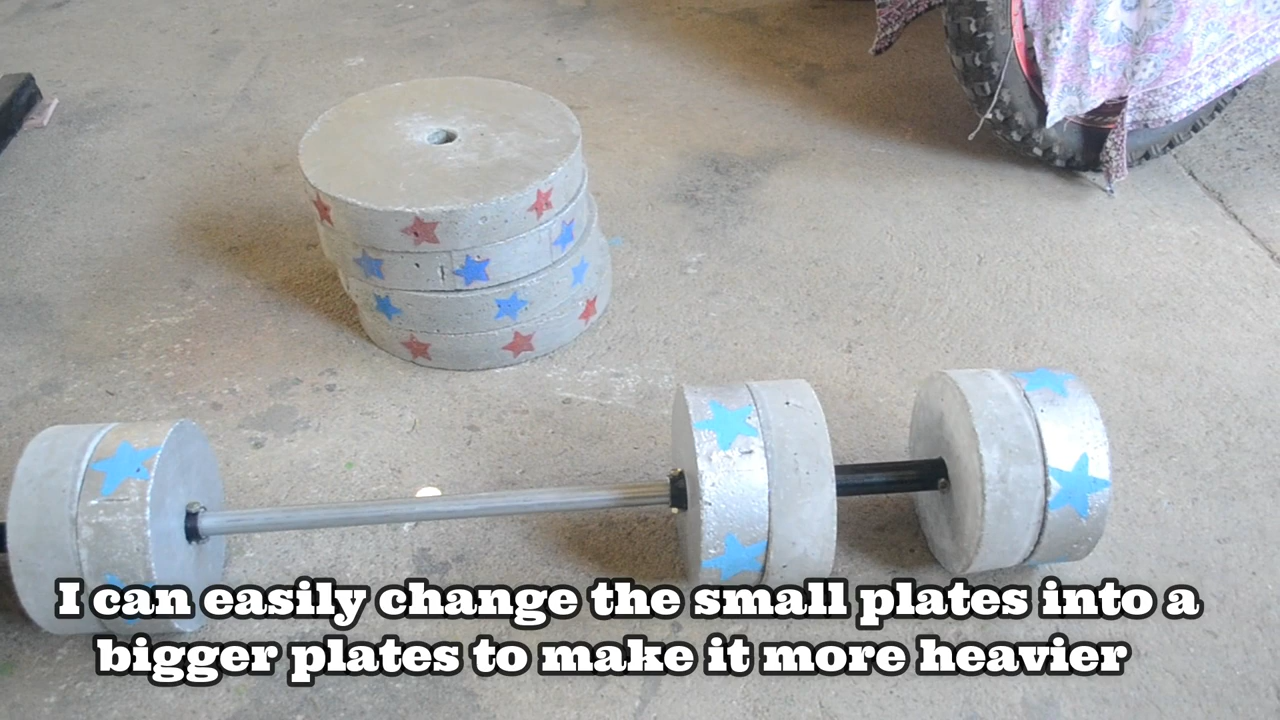 I can easily change the small plates into a
bigger plates to make it more heavier